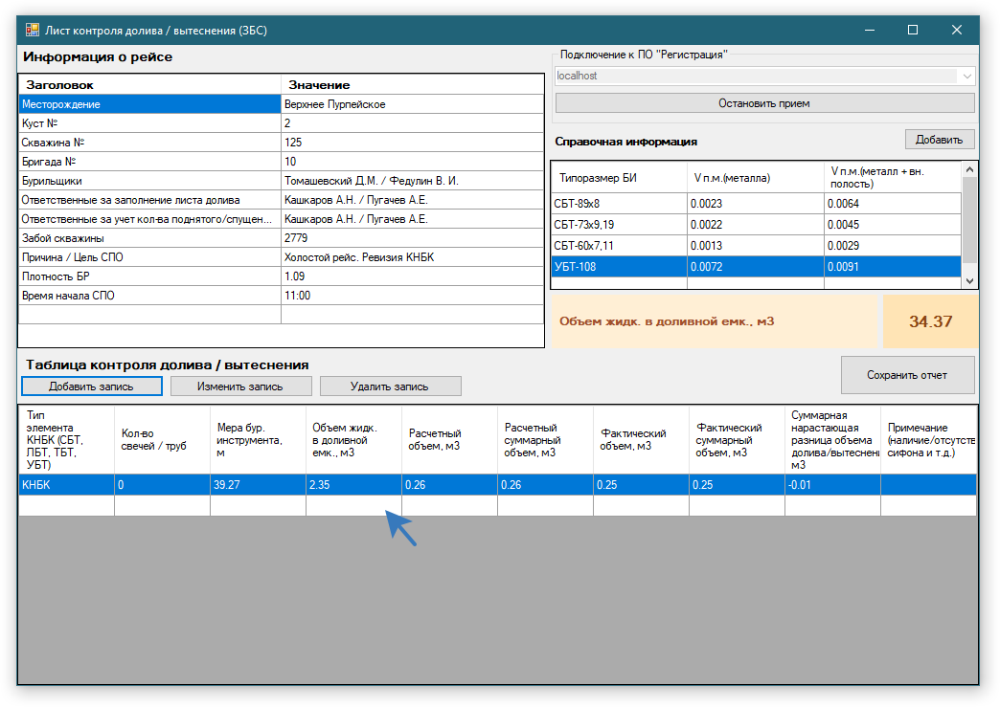 Лист контроля долива / вытеснения (ЗБС)
Информация о рейсе
Заголовок Значение
Месторождение Верхнее Пурпейское
Куст № 2
Скважина № 125
Бригада № 10
Бурильщики Томашевский Д.М. / Федулин В. И.
Ответственные за заполнение листа долива Кашкаров А.Н. / Пугачев А.Е.
Ответственные за учет кол-ва поднятого/спущен... Кашкаров А.Н. / Пугачев А.Е.
Забой скважины 2779
Причина / Цель СПО Холостой рейс. Ревизия КНБК
Плотность БР 1.09
Время начала СПО 11:00
Подключение к ПО "Регистрация"
localhost
Остановить прием
Справочная информация
Добавить
Типоразмер БИ V п.м.(металла) V п.м.(металл + вн.
полость)
СБТ-89x8 0.0023 0.0064
СБТ-73x9,19 0.0022 0.0045
СБТ-60x7,11 0.0013 0.0029
УБТ-108 0.0072 0.0091
Объем жидк. в доливной емк., м3 34.37
Таблица контроля долива / вытеснения
Добавить запись Изменить запись Удалить запись
Сохранить отчет
Тип
элемента
КНБК (СБТ,
ЛБТ, ТБТ,
УБТ)
Кол-во
свечей / труб
Мера бур.
инструмента,
м
Объем жидк.
в доливной
емк., м3
Расчетный
объем, м3
Расчетный
суммарный
объем, м3
Фактический
объем, м3
Фактический
суммарный
объем, м3
Суммарная
нарастающая
разница объема
долива/вытеснени
м3
Примечание
(наличие/отсутств
сифона и т.д.)
КНБК 0 39.27 2.35 0.26 0.26 0.25 0.25 -0.01